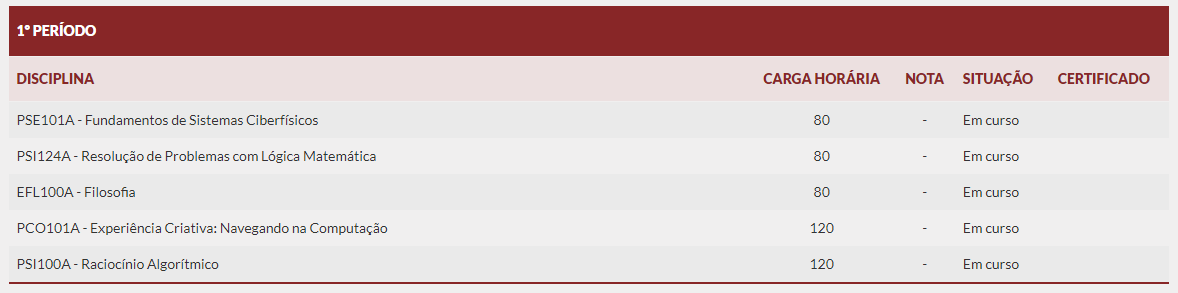 1º PERÍODO
DISCIPLINA CARGA HORÁRIA NOTA SITUAÇÃO CERTIFICADO
PSE101A - Fundamentos de Sistemas Ciberfísicos 80 - Em curso
PSI124A - Resolução de Problemas com Lógica Matemática 80 - Em curso
EFL100A - Filosofia 80 - Em curso
PCO101A - Experiência Criativa: Navegando na Computação 120 - Em curso
PSI100A - Raciocínio Algorítmico 120 - Em curso